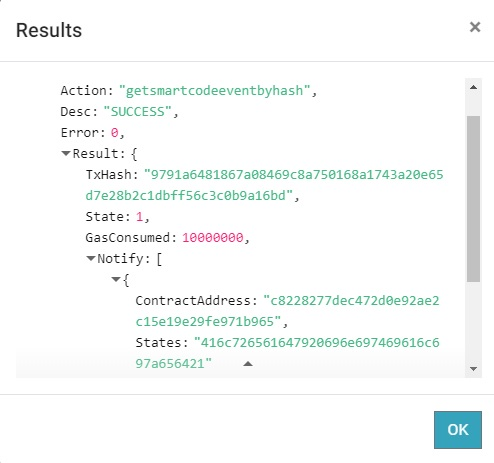 Results
×
Action: "getsmartcodeeventbyhash",
Desc: "SUCCESS",
Error: 0,
Result: {
TxHash: "9791a6481867a08469c8a750168a1743a20e65
d7e28b2c1dbff56c3c0b9a16bd",
State: 1,
GasConsumed: 10000000,
Notify: [
{
ContractAddress: "c8228277dec472d0e92ae2
c15e19e29fe971b965",
States: "416c726561647920696e697469616c6
97a656421"
OK